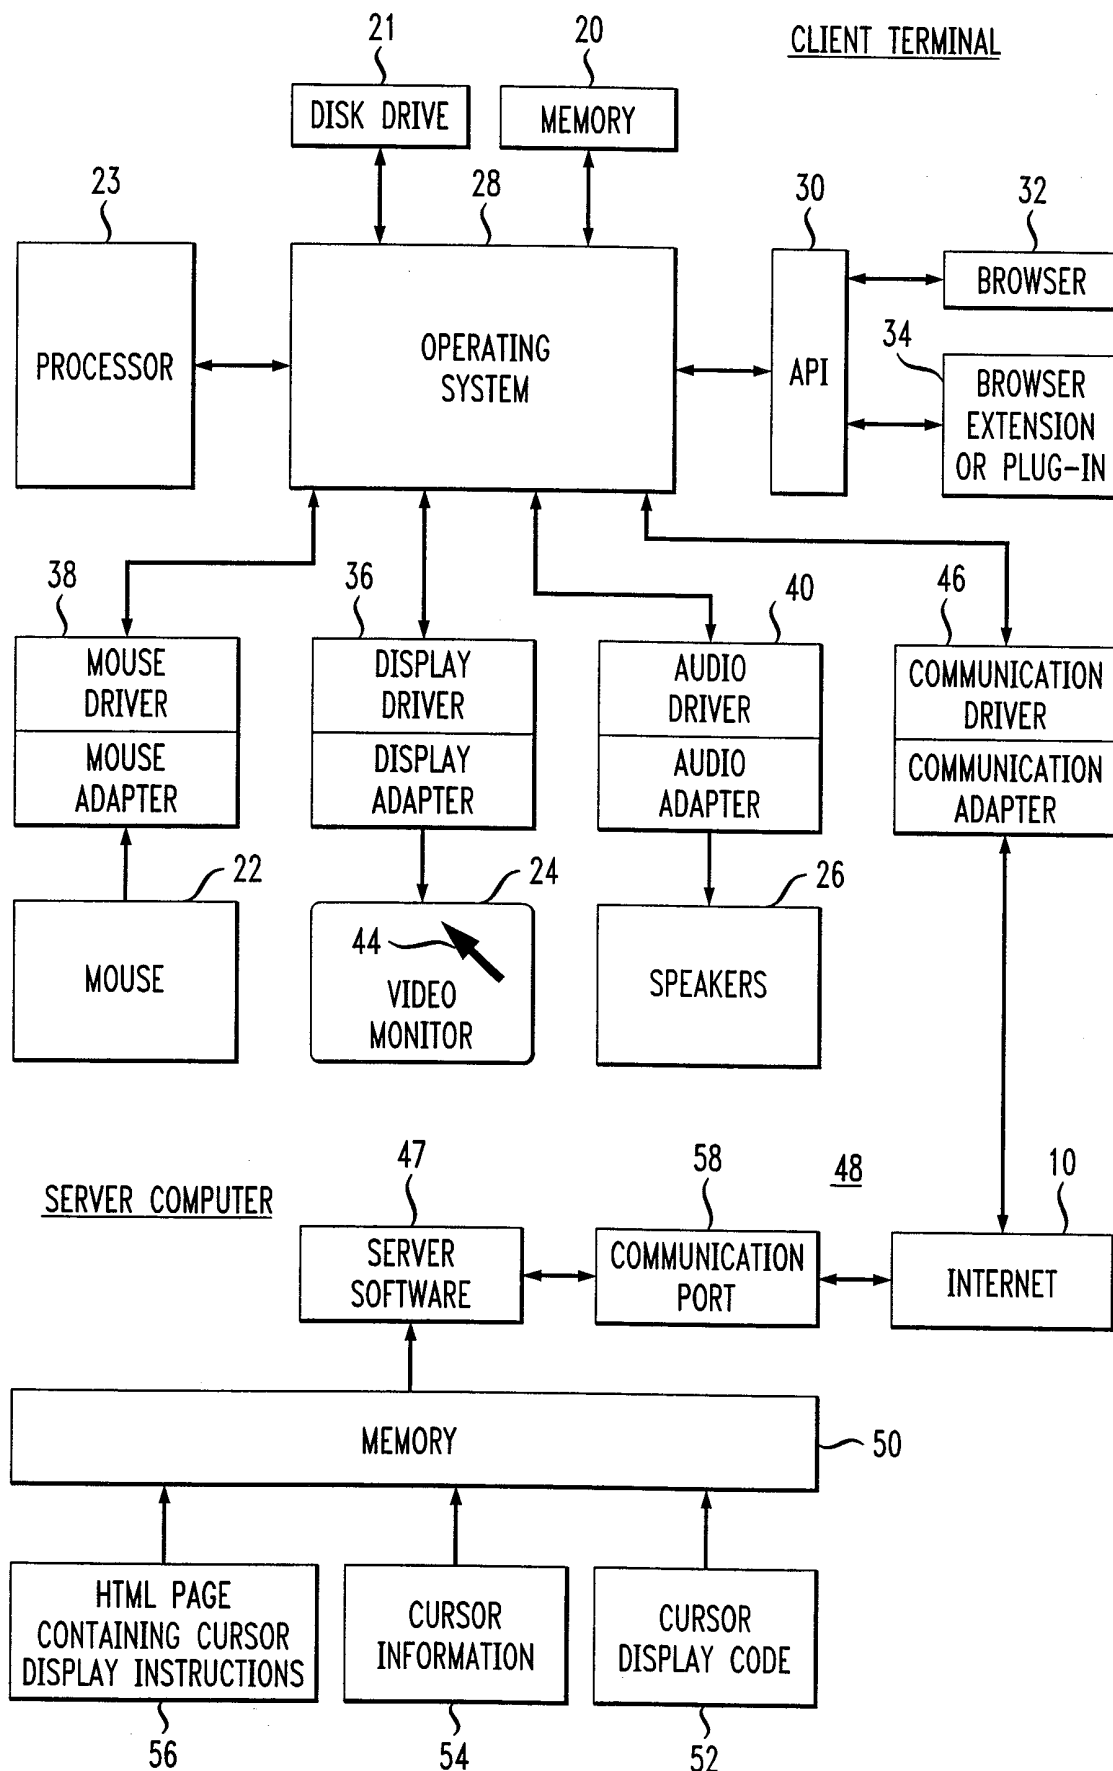 CLIENT TERMINAL
21
20
DISK DRIVE
MEMORY
23
28
30
32
PROCESSOR
OPERATING
SYSTEM
API
BROWSER
34
BROWSER
EXTENSION
OR PLUG-IN
38
36
40
46
MOUSE
DRIVER
MOUSE
ADAPTER
DISPLAY
DRIVER
DISPLAY
ADAPTER
AUDIO
DRIVER
AUDIO
ADAPTER
COMMUNICATION
DRIVER
COMMUNICATION
ADAPTER
22
24
26
MOUSE
44
VIDEO
MONITOR
SPEAKERS
SERVER COMPUTER
47
58
48
10
SERVER
SOFTWARE
COMMUNICATION
PORT
INTERNET
MEMORY
50
HTML PAGE
CONTAINING CURSOR
DISPLAY INSTRUCTIONS
CURSOR
INFORMATION
CURSOR
DISPLAY CODE
56
54
52